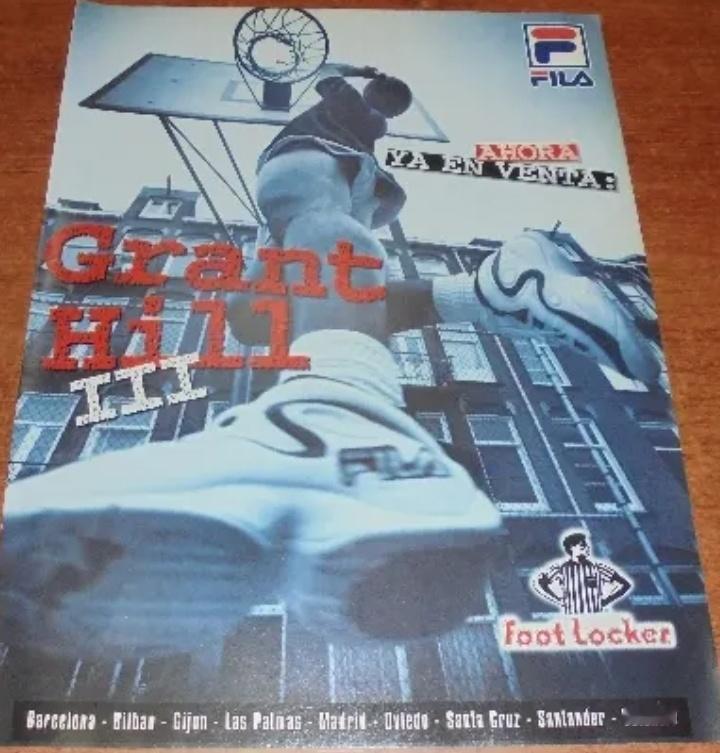 FILA
AHORA
YA EN VENTA:
Grant
Hill
III
FILA
Foot Locker
Barcelona - Bilbao - Gijon - Las Palmas - Madrid - Oviedo - Santa Cruz - Santander -